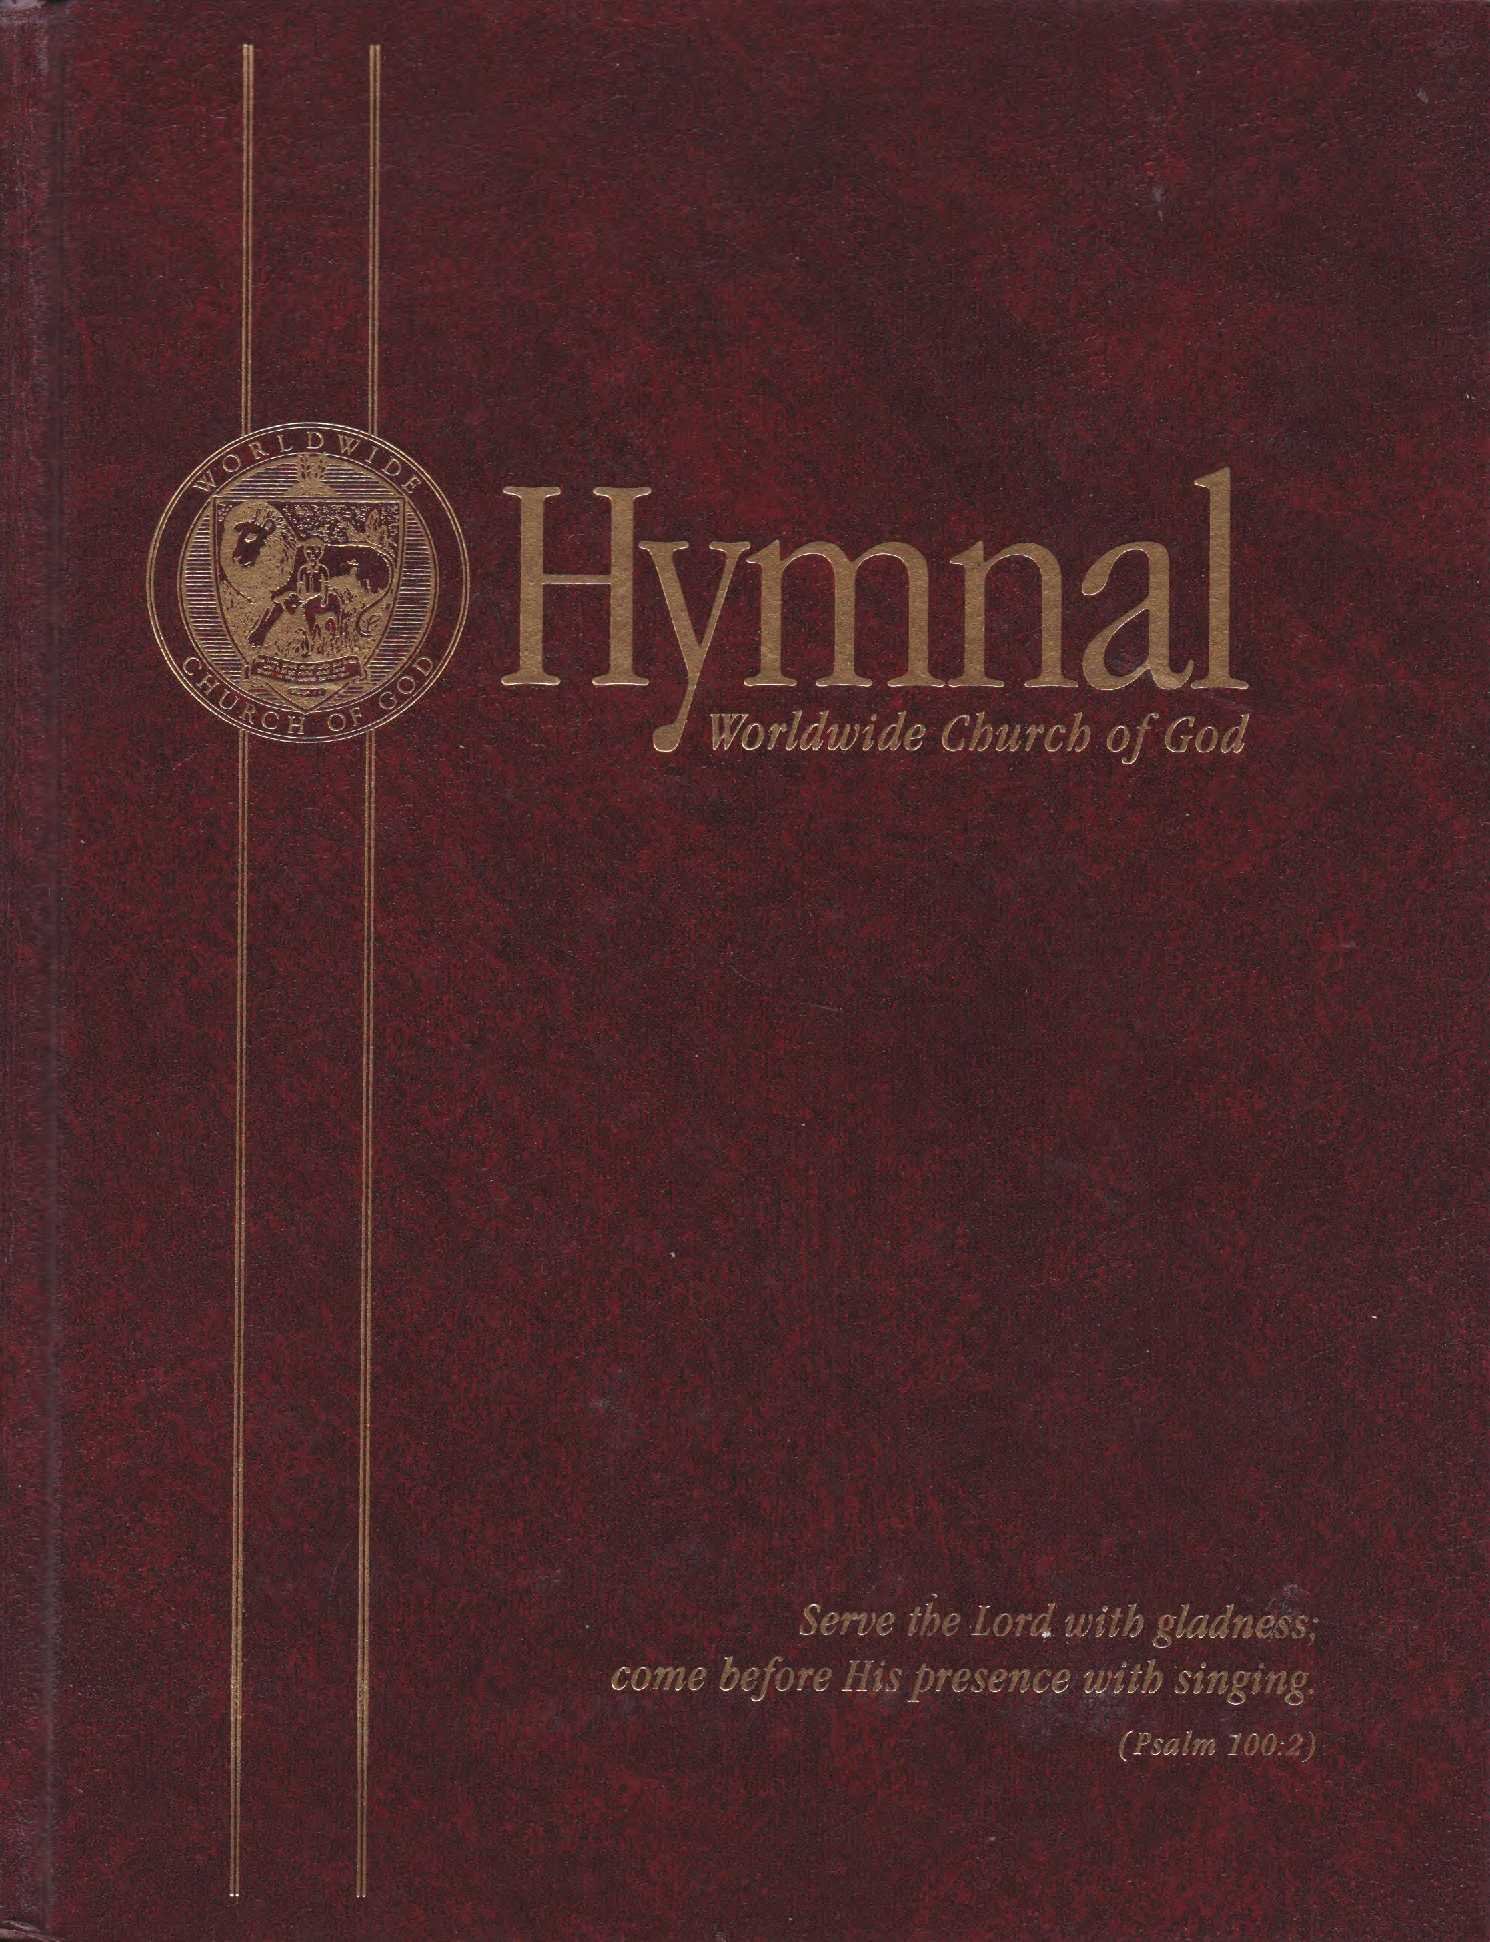 WORLDWIDE
CHURCH OF GOD
Hymnal
Worldwide Church of God
Serve the Lord with gladness;
come before His presence with singing.
(Psalm 100:2)